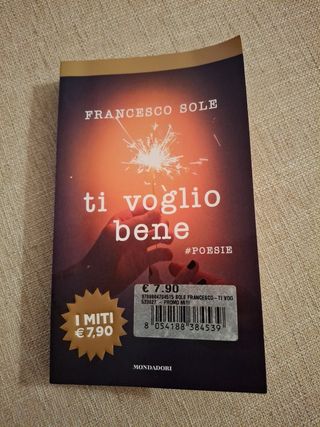 FRANCESCO SOLE
ti voglio
bene
#POESIE
€ 7.90
9788804704515 SOLE FRANCESCO - TI VOG
- PROMO MITI
8 054188 384539
I MITI
€ 7,90
MONDADORI